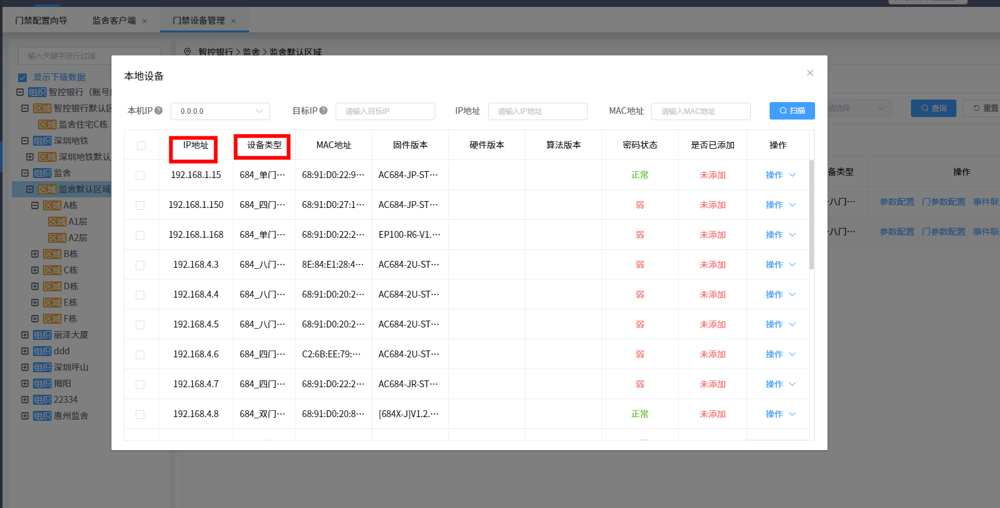 门禁配置向导 监舍客户端 × 门禁设备管理 ×
输入关键字进行过滤
显示下级数据
组织 智控银行（账号
区域 智控银行默认区
区域 监舍住宅C栋
组织 深圳地铁
区域 深圳地铁默认
组织 监舍
区域 监舍默认区域
区域 A栋
区域 A1层
区域 A2层
区域 B栋
区域 C栋
区域 D栋
区域 E栋
区域 F栋
组织 丽泽大厦
组织 ddd
组织 深圳坪山
组织 揭阳
组织 22334
组织 惠州监舍
智控银行 > 监舍 > 监舍默认区域
本地设备
本机IP 0.0.0.0 目标IP 请输入目标IP IP地址 请输入IP地址 MAC地址 请输入MAC地址 扫描
IP地址 设备类型 MAC地址 固件版本 硬件版本 算法版本 密码状态 是否已添加 操作
192.168.1.15 684_单门··· 68:91:D0:22:9··· AC684-JP-ST··· 正常 未添加 操作
192.168.1.150 684_四门··· 68:91:D0:27:1··· AC684-JP-ST··· 弱 未添加 操作
192.168.1.168 684_单门··· 68:91:D0:22:2··· EP100-R6-V1.··· 弱 未添加 操作
192.168.4.3 684_八门··· 8E:84:E1:28:4··· AC684-2U-ST··· 弱 未添加 操作
192.168.4.4 684_八门··· 68:91:D0:20:2··· AC684-2U-ST··· 弱 未添加 操作
192.168.4.5 684_八门··· 68:91:D0:20:2··· AC684-2U-ST··· 弱 未添加 操作
192.168.4.6 684_四门··· C2:6B:EE:79:··· AC684-2U-ST··· 弱 未添加 操作
192.168.4.7 684_四门··· 68:91:D0:22:2··· AC684-JR-ST··· 弱 未添加 操作
192.168.4.8 684_双门··· 68:91:D0:20:8··· [684X-J]V1.2.··· 正常 未添加 操作
请选择 查询 重置
备类型 操作
八门··· 参数配置 门参数配置 事件联
八门··· 参数配置 门参数配置 事件联